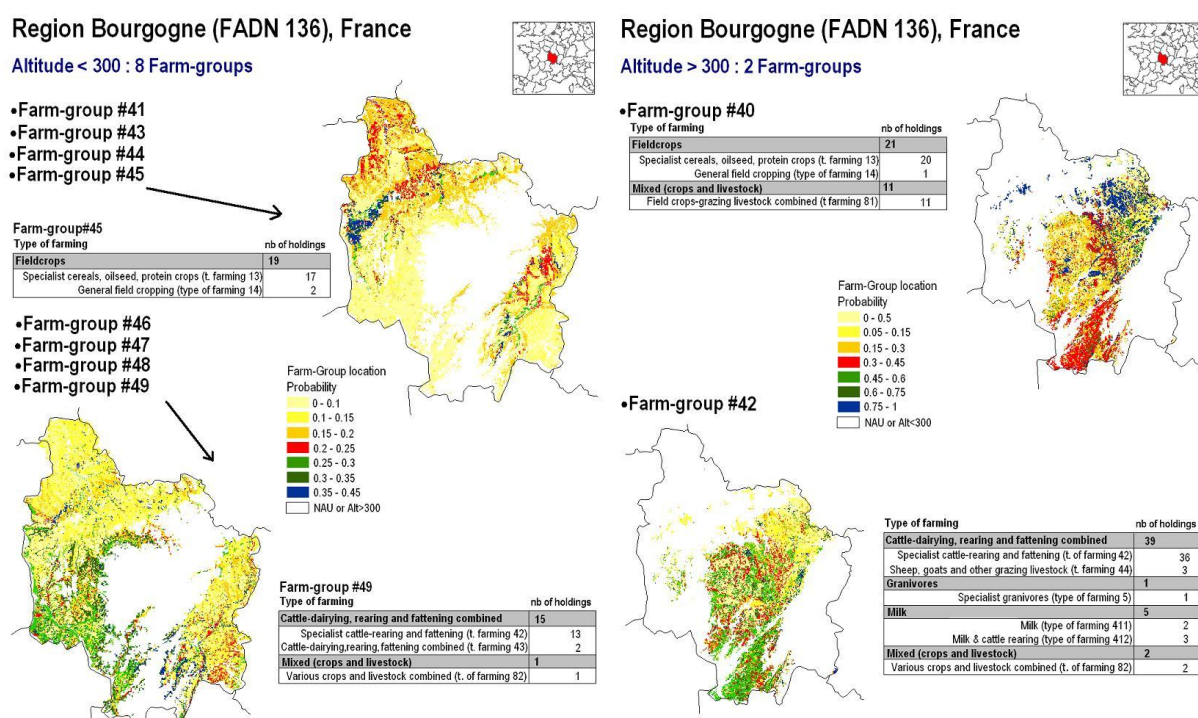 Region Bourgogne (FADN 136), France
Altitude < 300 : 8 Farm-groups
•Farm-group #41
•Farm-group #43
•Farm-group #44
•Farm-group #45
Farm-group#45
Type of farming nb of holdings
Fieldcrops 19
Specialist cereals, oilseed, protein crops (t. farming 13) 17
General field cropping (type of farming 14) 2
•Farm-group #46
•Farm-group #47
•Farm-group #48
•Farm-group #49
Farm-Group location
Probability
0 - 0.1
0.1 - 0.15
0.15 - 0.2
0.2 - 0.25
0.25 - 0.3
0.3 - 0.35
0.35 - 0.45
NAU or Alt>300
Farm-group #49
Type of farming nb of holdings
Cattle-dairying, rearing and fattening combined 15
Specialist cattle-rearing and fattening (t. farming 42) 13
Cattle-dairying,rearing, fattening combined (t. farming 43) 2
Mixed (crops and livestock) 1
Various crops and livestock combined (t. of farming 82) 1
Region Bourgogne (FADN 136), France
Altitude > 300 : 2 Farm-groups
•Farm-group #40
Type of farming nb of holdings
Fieldcrops 21
Specialist cereals, oilseed, protein crops (t. farming 13) 20
General field cropping (type of farming 14) 1
Mixed (crops and livestock) 11
Field crops-grazing livestock combined (t farming 81) 11
Farm-Group location
Probability
0 - 0.5
0.05 - 0.15
0.15 - 0.3
0.3 - 0.45
0.45 - 0.6
0.6 - 0.75
0.75 - 1
NAU or Alt<300
•Farm-group #42
Type of farming nb of holdings
Cattle-dairying, rearing and fattening combined 39
Specialist cattle-rearing and fattening (t. of farming 42) 36
Sheep, goats and other grazing livestock (t. farming 44) 3
Granivores 1
Specialist granivores (type of farming 5) 1
Milk 5
Milk (type of farming 411) 2
Milk & cattle rearing (type of farming 412) 3
Mixed (crops and livestock) 2
Various crops and livestock combined (t. of farming 82) 2